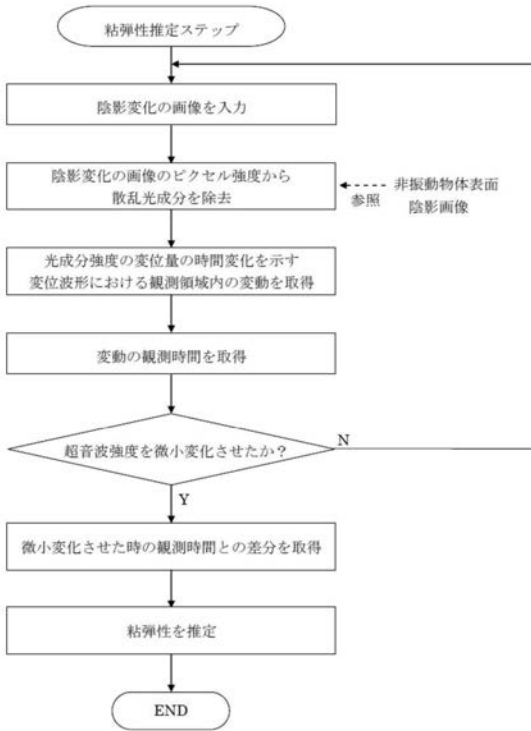 粘弾性推定ステップ
陰影変化の画像を入力
陰影変化の画像のピクセル強度から
散乱光成分を除去
参照
非振動物体表面
陰影画像
光成分強度の変位量の時間変化を示す
変位波形における観測領域内の変動を取得
変動の観測時間を取得
超音波強度を微小変化させたか？
N
Y
微小変化させた時の観測時間との差分を取得
粘弾性を推定
END